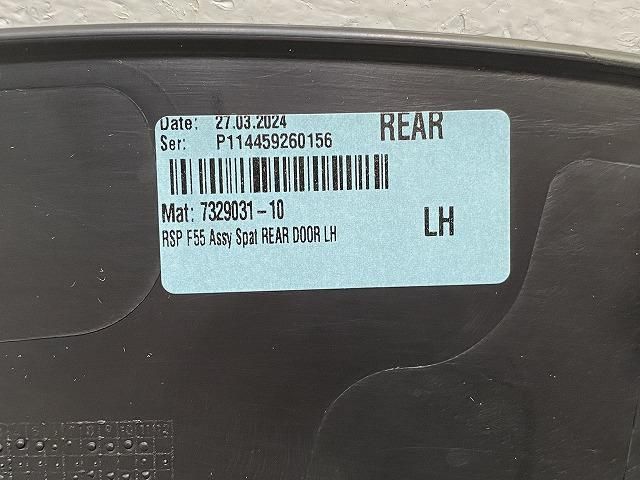 Date: 27.03.2024 REAR
Ser: P114459260156
Mat: 7329031-10
LH
RSP F55 Assy Spat REAR DOOR LH